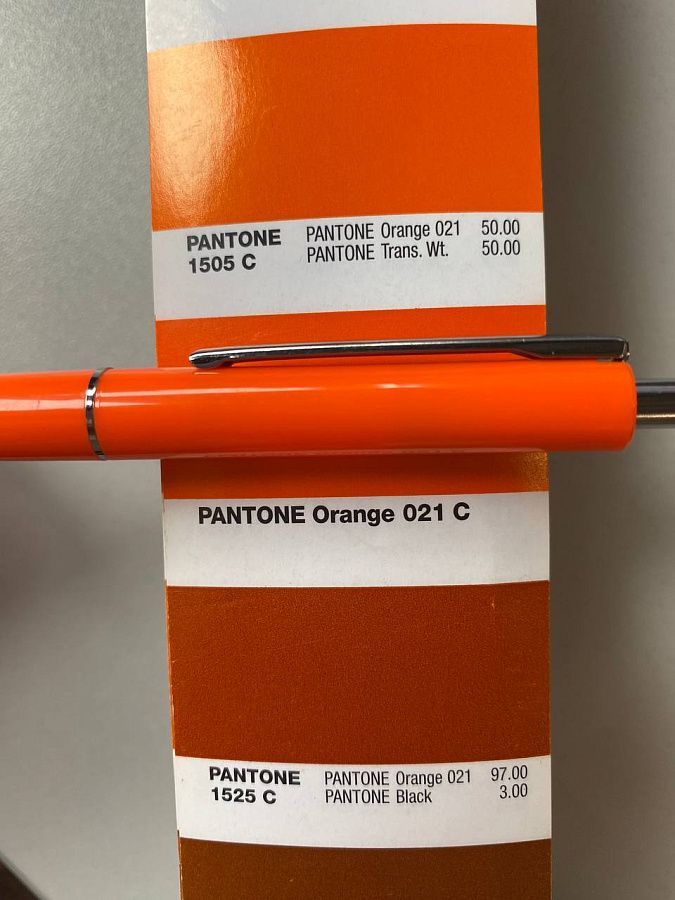 PANTONE
1505 C
PANTONE Orange 021 50.00
PANTONE Trans. Wt. 50.00
PANTONE Orange 021 C
PANTONE
1525 C
PANTONE Orange 021 97.00
PANTONE Black 3.00